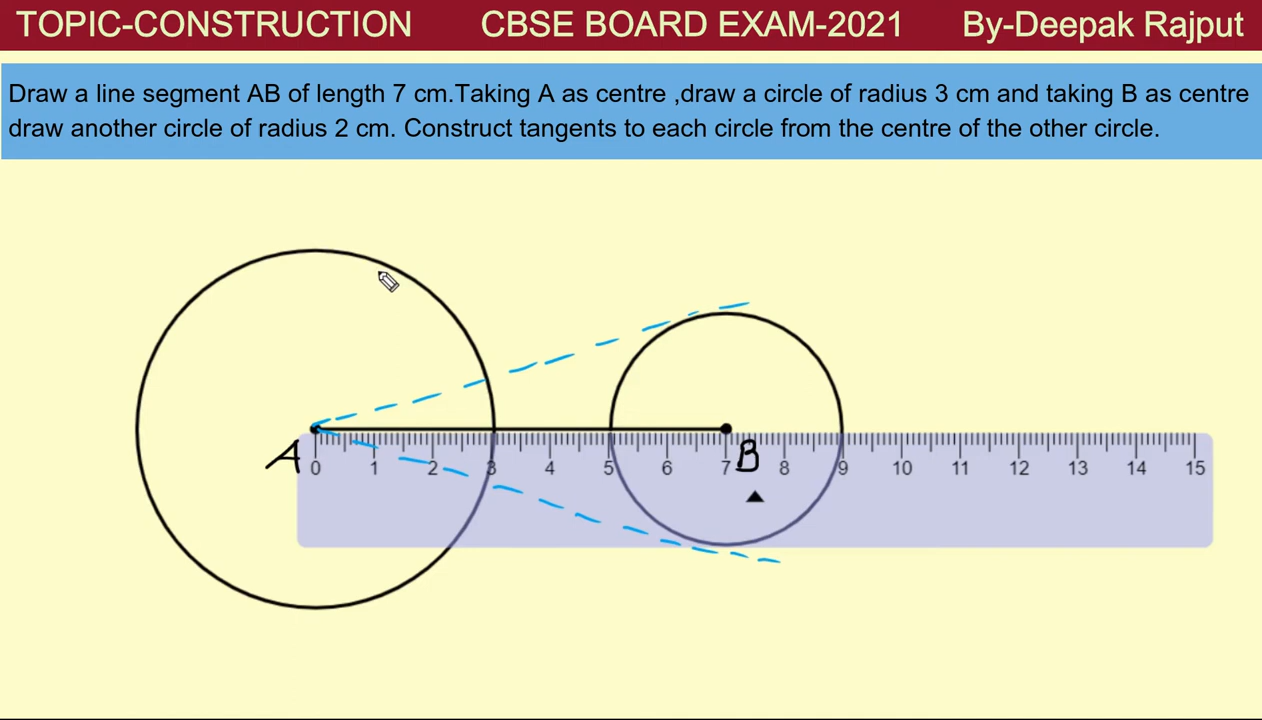 TOPIC-CONSTRUCTION CBSE BOARD EXAM-2021 By-Deepak Rajput
Draw a line segment AB of length 7 cm.Taking A as centre ,draw a circle of radius 3 cm and taking B as centre
draw another circle of radius 2 cm. Construct tangents to each circle from the centre of the other circle.
A B
0 1 2 3 4 5 6 7 8 9 10 11 12 13 14 15